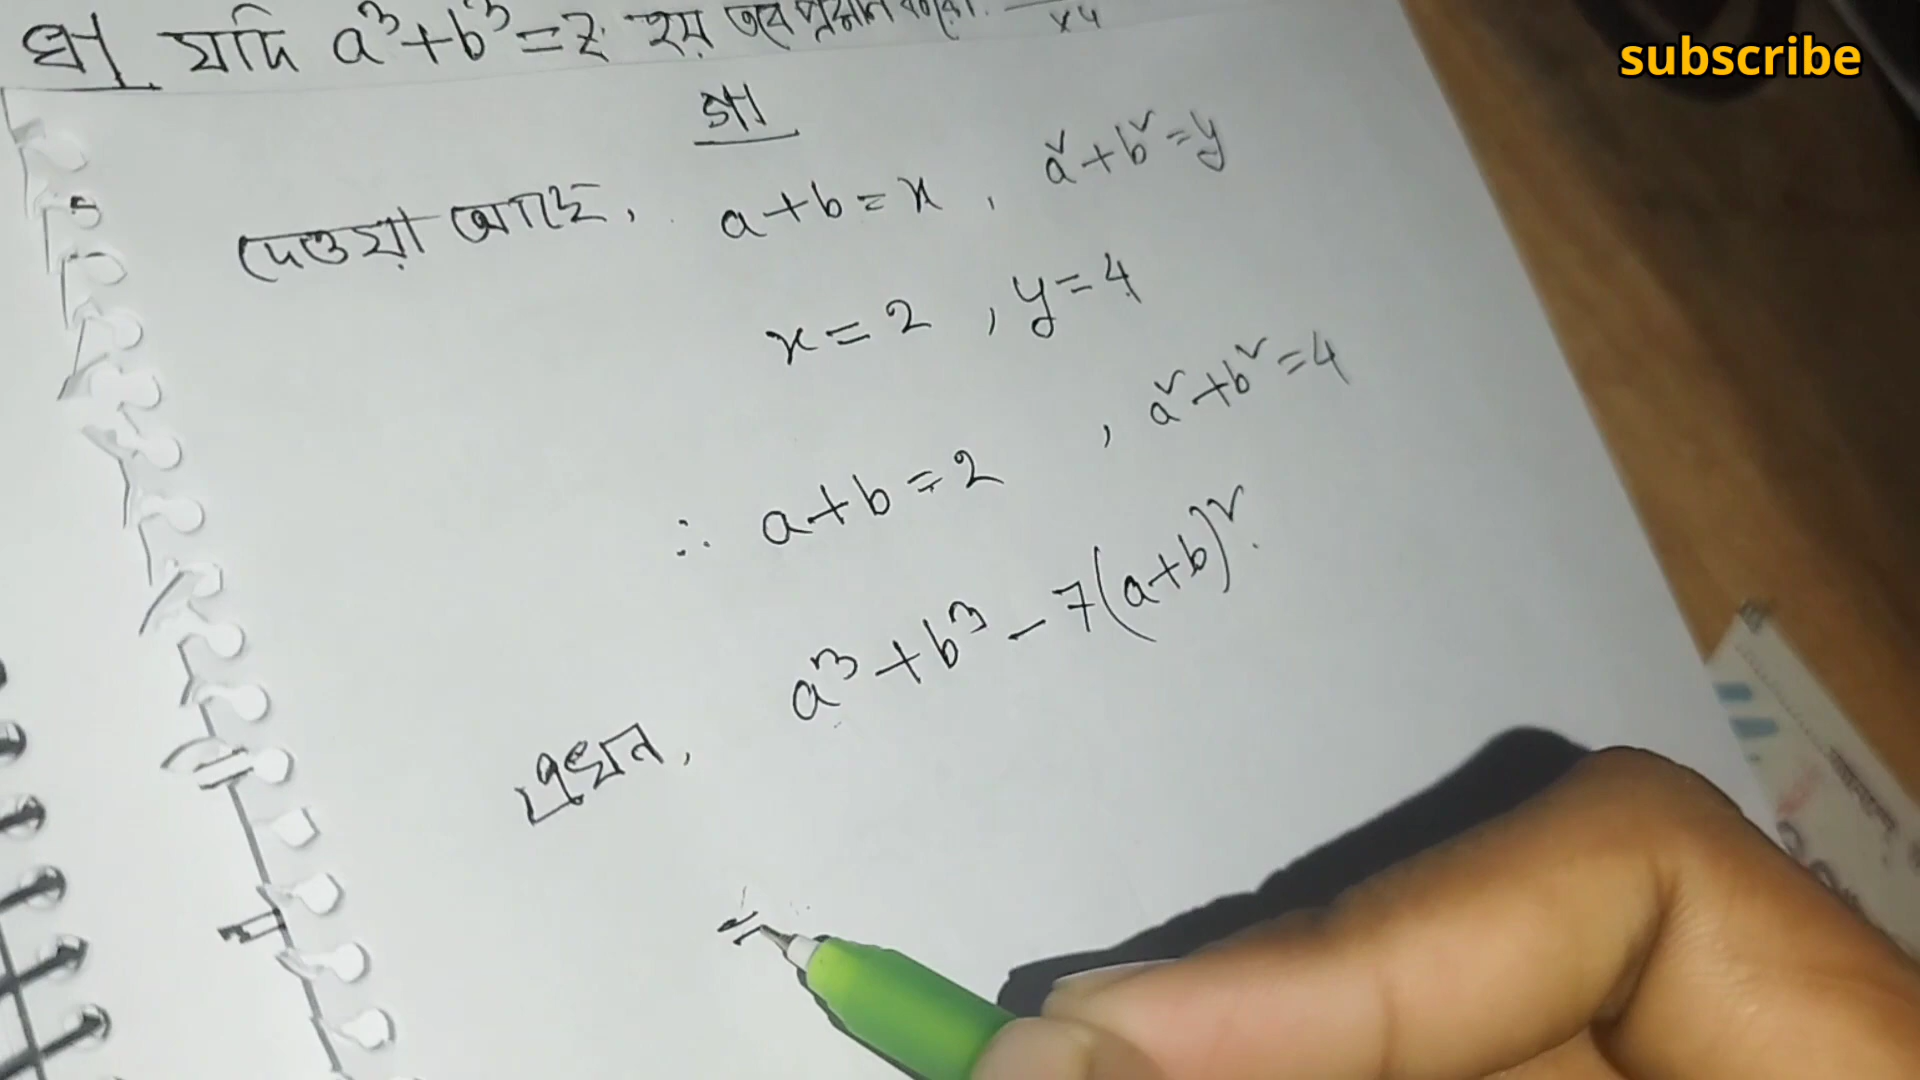 ঘ। যদি a³+b³=z হয় তবে প্রমাণ করো
x4
subscribe
গ।
দেওয়া আছে, a+b=x, a²+b²=y
x=2, y=4
∴ a+b=2, a²+b²=4
এখন, a³+b³-7(a+b)²
=